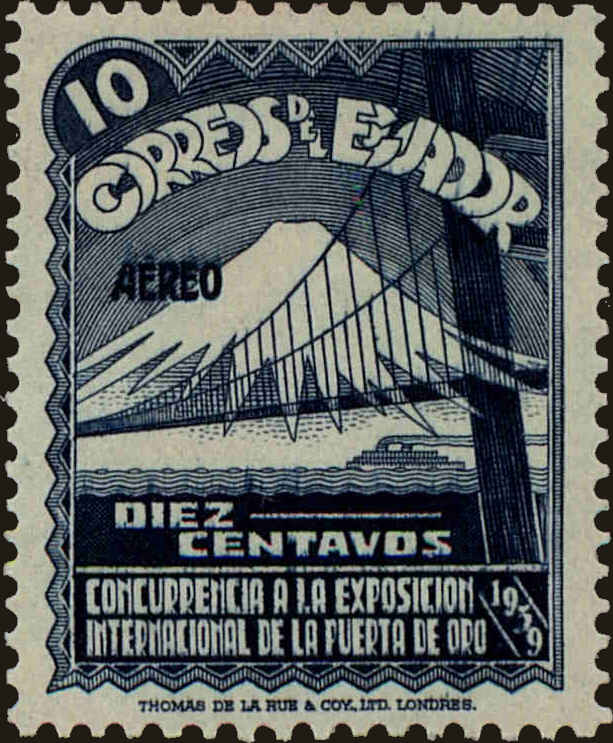 10
CORREOS DEL ECUADOR
AÉREO
DIEZ
CENTAVOS
CONCURRENCIA A LA EXPOSICION
INTERNACIONAL DE LA PUERTA DE ORO
1939
THOMAS DE LA RUE & COY., LTD. LONDRES.